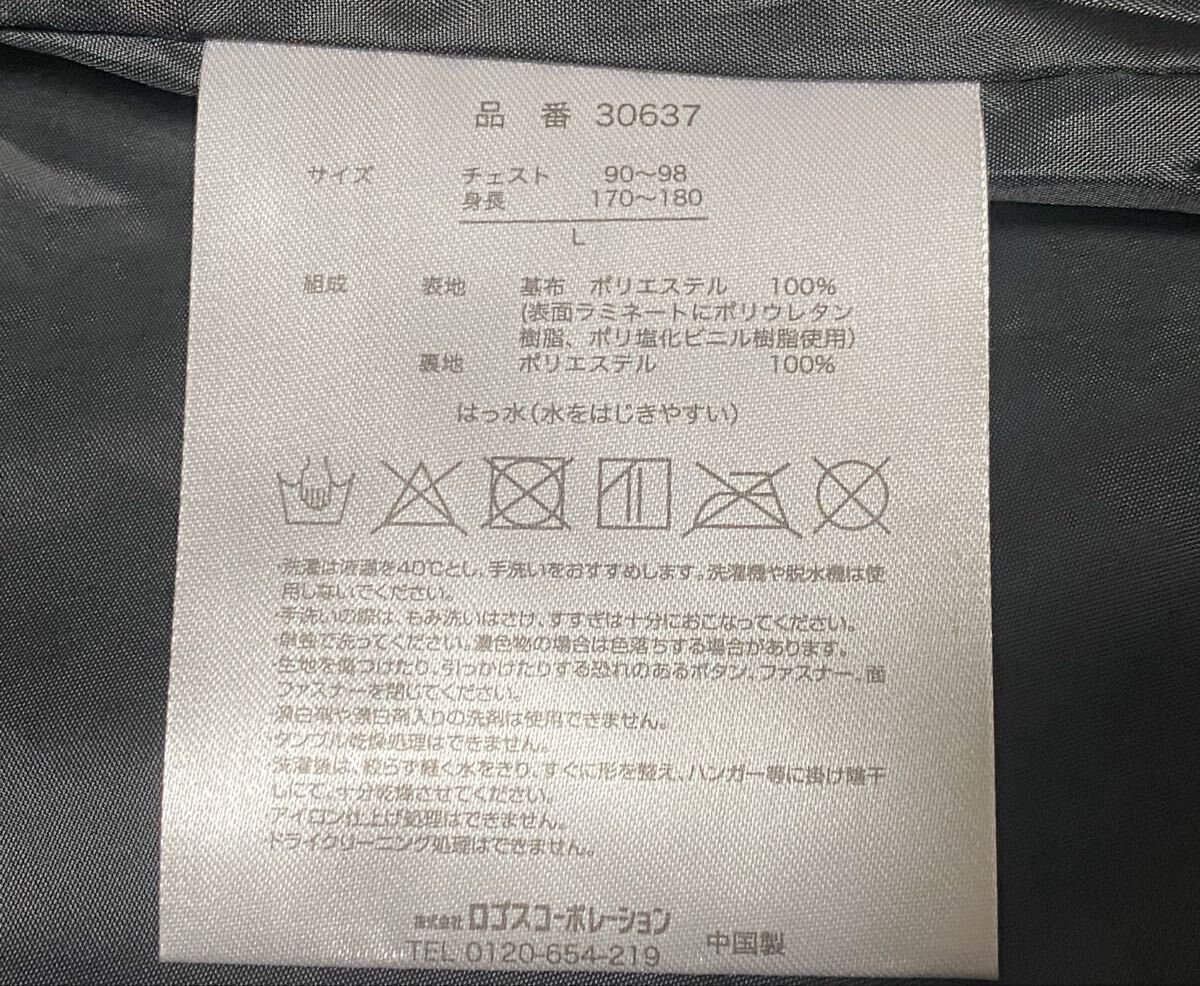 品 番 30637
サイズ チェスト 90〜98
身長 170〜180
L
組成 表地 基布 ポリエステル 100%
(表面ラミネートにポリウレタン
樹脂、ポリ塩化ビニル樹脂使用)
裏地 ポリエステル 100%
はっ水(水をはじきやすい)
・洗濯は液温を40℃とし、手洗いをおすすめします。洗濯機や脱水機は使
用しないでください。
・手洗いの際は、もみ洗いはさけ、すすぎは十分におこなってください。
・単独で洗ってください。濃色物の場合は色落ちする場合があります。
・生地を傷つけたり、引っかけたりする恐れのあるボタン、ファスナー、面
ファスナーを閉じてください。
・漂白剤や漂白剤入りの洗剤は使用できません。
・タンブル乾燥処理はできません。
・洗濯後は、絞らず軽く水をきり、すぐに形を整え、ハンガー等に掛け陰干
しにて、十分乾燥させてください。
・アイロン仕上げ処理はできません。
・ドライクリーニング処理はできません。
株式会社 ロゴスコーポレーション
TEL 0120-654-219 中国製